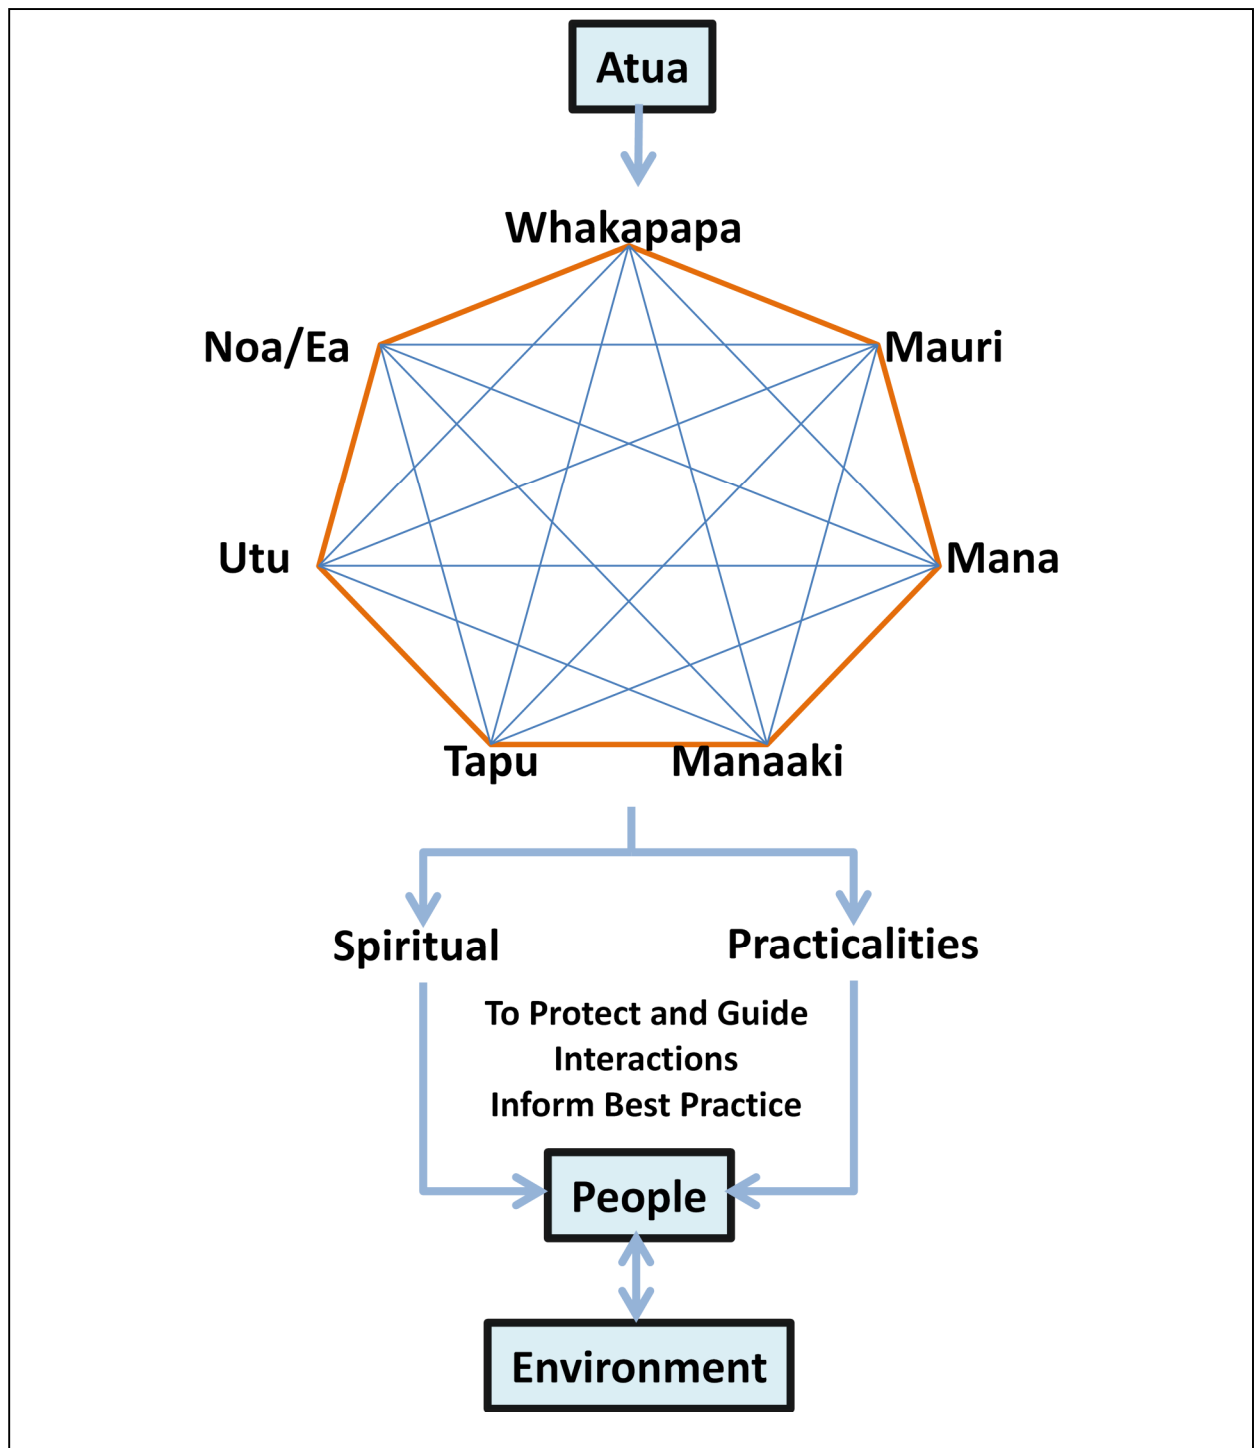 Atua
Whakapapa
Noa/Ea
Mauri
Utu
Mana
Tapu
Manaaki
Spiritual
Practicalities
To Protect and Guide
Interactions
Inform Best Practice
People
Environment